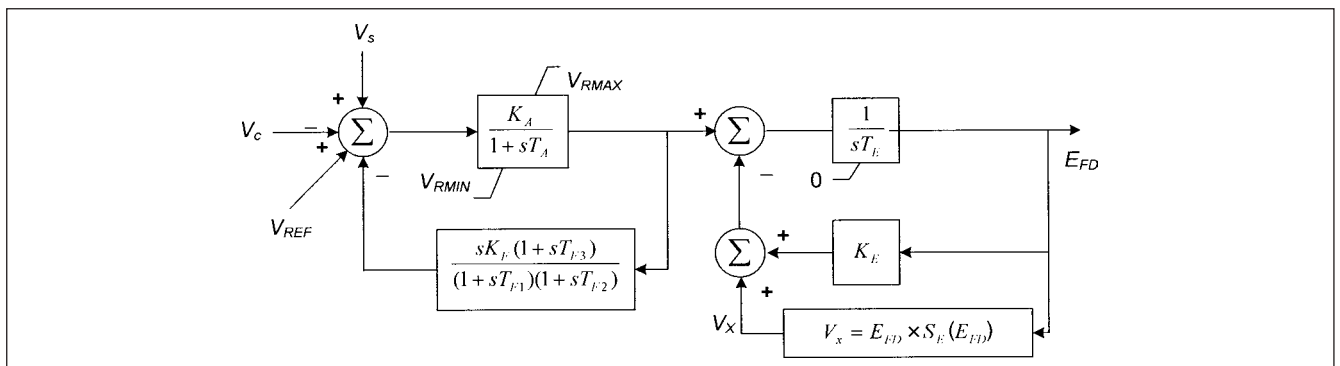 V_s
V_RMAX
V_c
+
−
+
Σ
K_A
1 + sT_A
+
Σ
1
sT_E
E_FD
−
V_RMIN
−
0
V_REF
sK_F (1 + sT_F3)
(1 + sT_F1)(1 + sT_F2)
Σ
+
K_E
+
V_X
V_x = E_FD × S_E (E_FD)